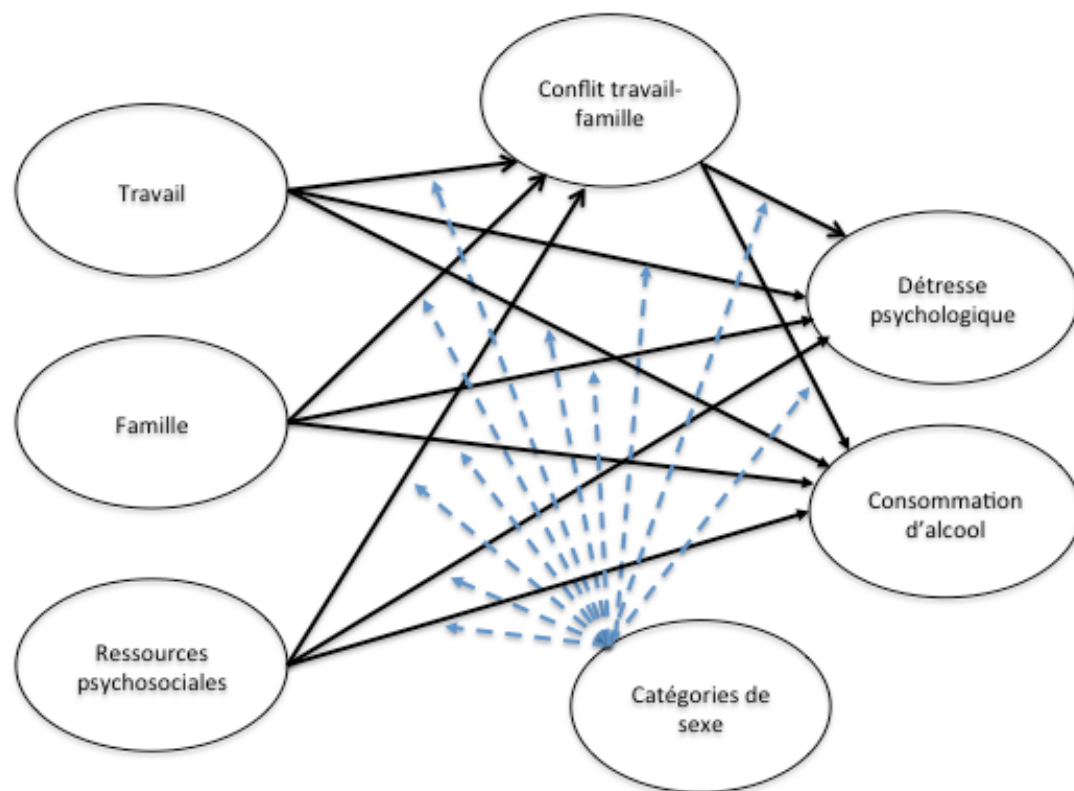 Conflit travail-
famille
Travail
Détresse
psychologique
Famille
Consommation
d'alcool
Ressources
psychosociales
Catégories de
sexe